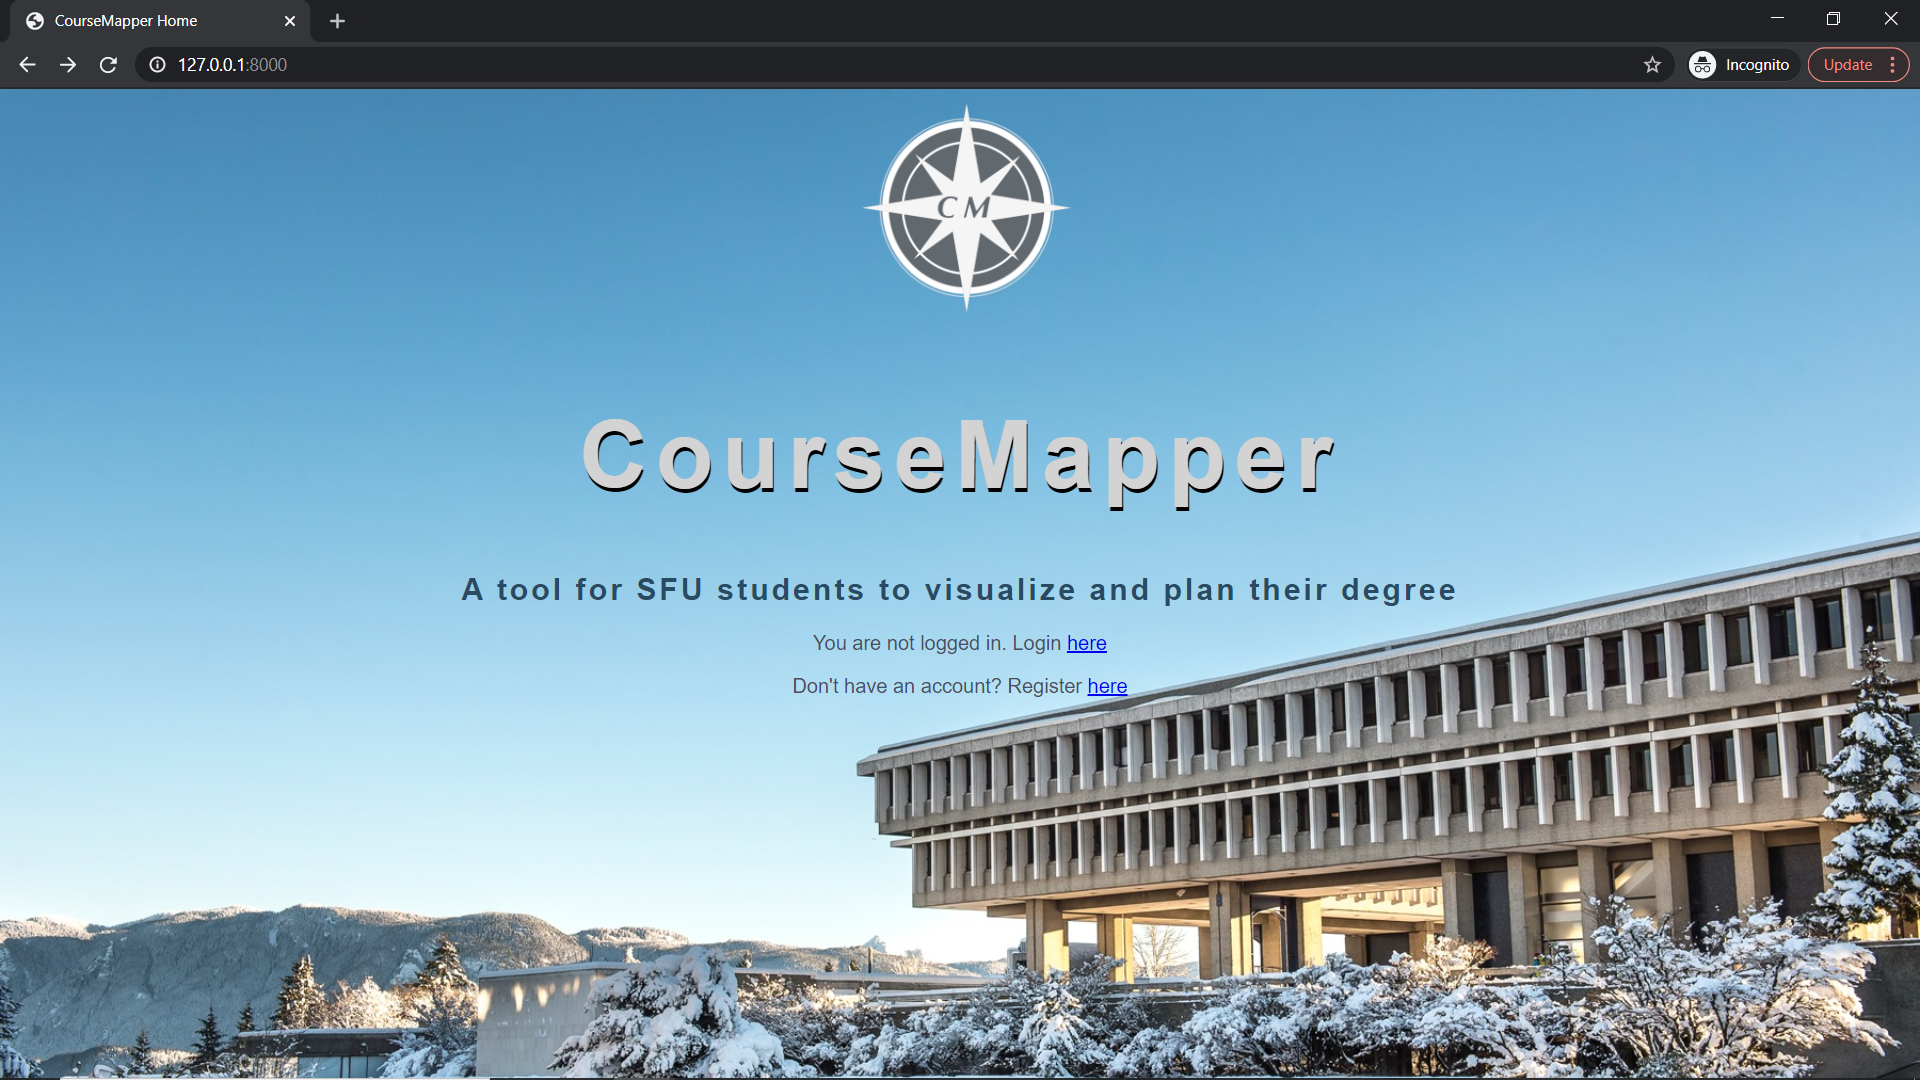 CourseMapper Home
127.0.0.1:8000
Incognito
Update
C M
CourseMapper
A tool for SFU students to visualize and plan their degree
You are not logged in. Login here
Don't have an account? Register here